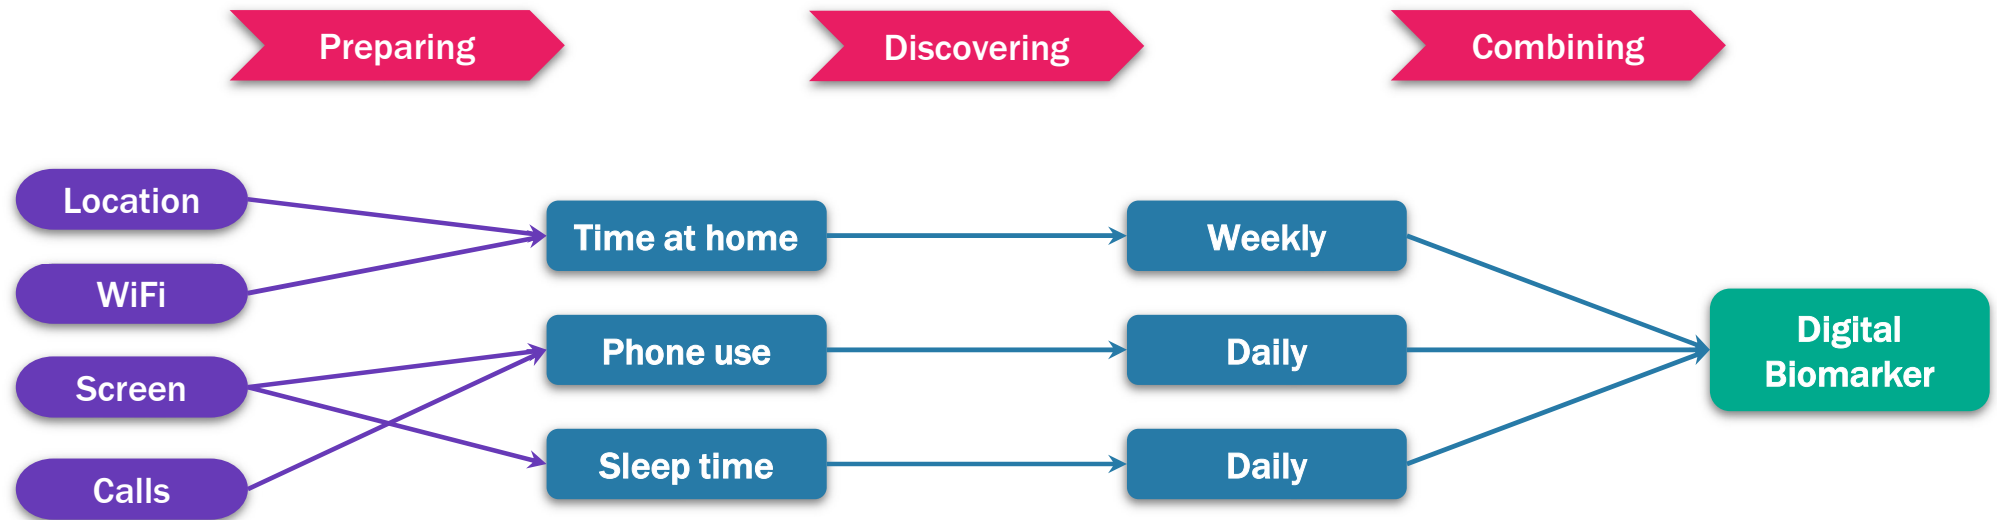 Preparing
Discovering
Combining
Location
WiFi
Screen
Calls
Time at home
Phone use
Sleep time
Weekly
Daily
Daily
Digital
Biomarker